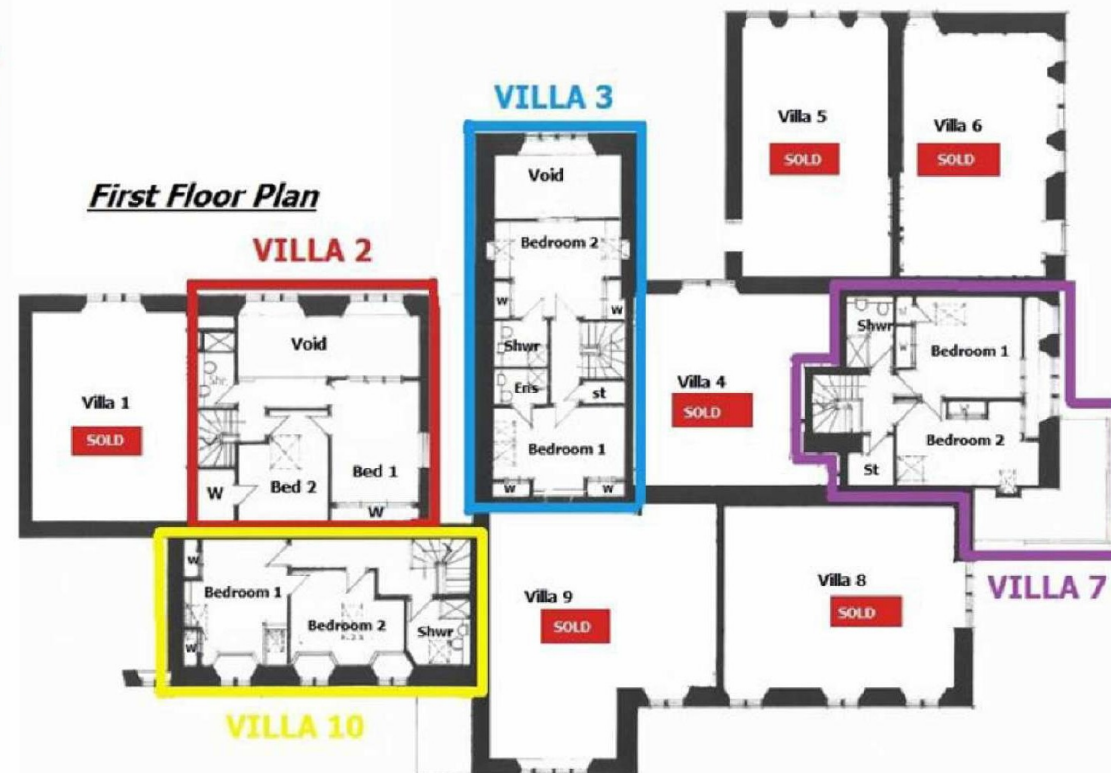 First Floor Plan
VILLA 2
VILLA 3
VILLA 7
VILLA 10
Villa 1
SOLD
Void
Shr
W
Bed 2
Bed 1
W
Void
Bedroom 2
W
W
Shwr
Ens
st
Bedroom 1
W
W
Villa 4
SOLD
Villa 5
SOLD
Villa 6
SOLD
Shwr
W
Bedroom 1
Bedroom 2
St
W
Bedroom 1
W
Bedroom 2
Shwr
Villa 9
SOLD
Villa 8
SOLD